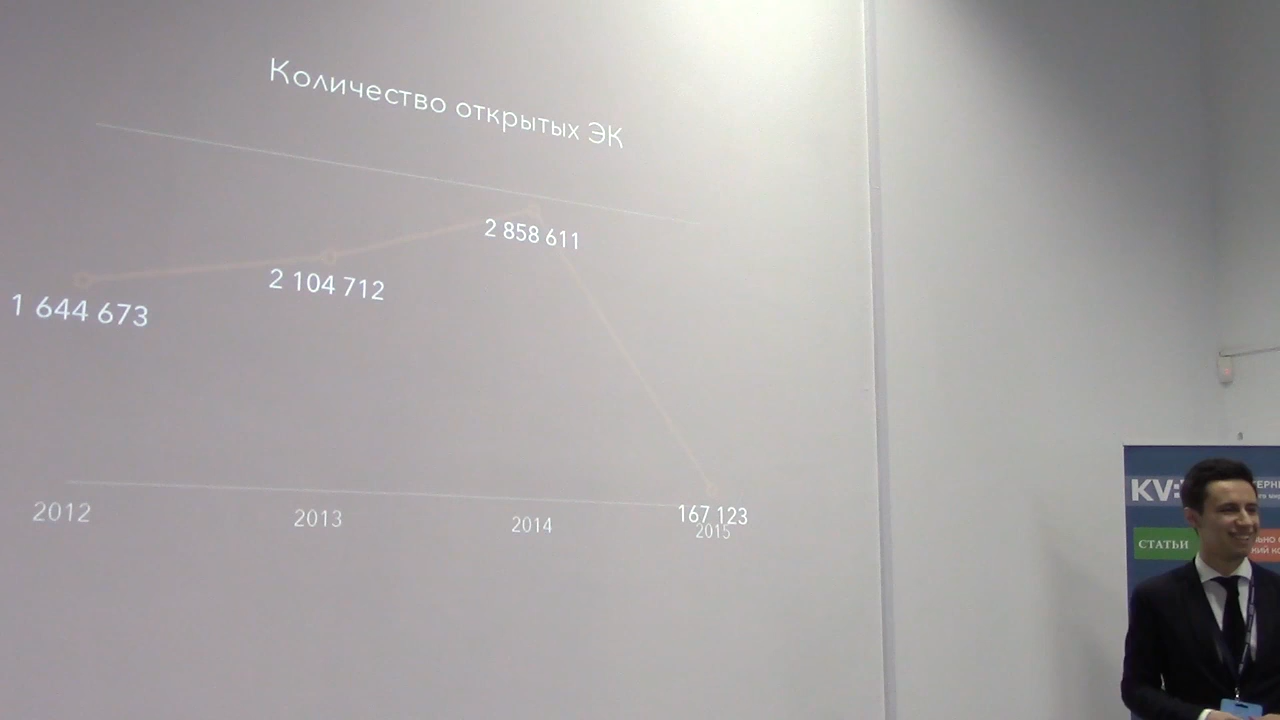 Количество открытых ЭК
2 858 611
2 104 712
1 644 673
167 123
2012
2013
2014
2015
KV:
СТАТЬИ